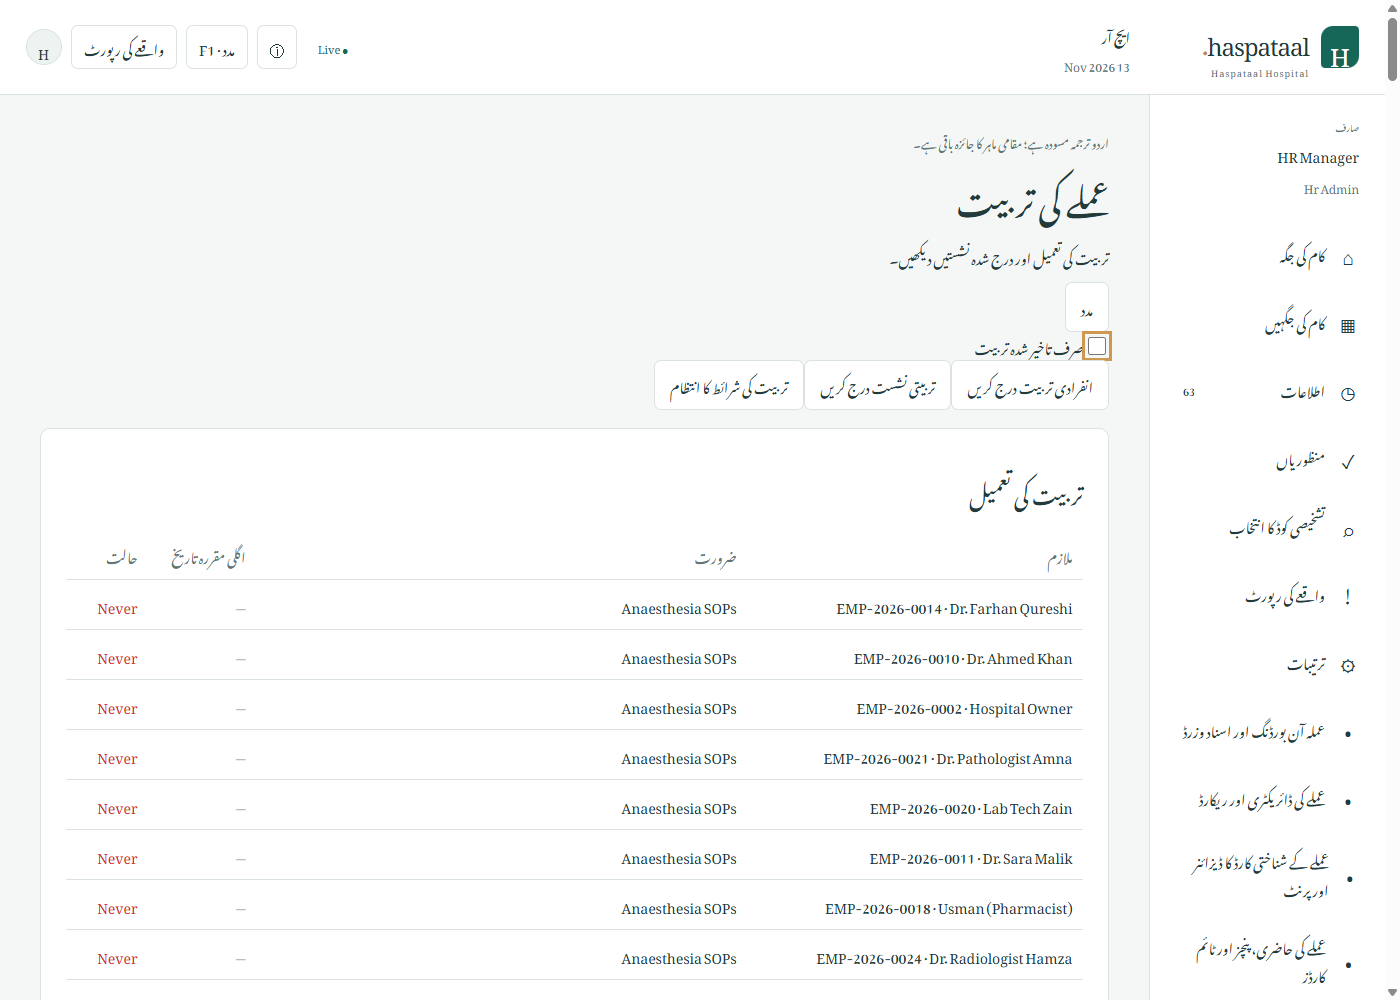 H
haspataal
Haspataal Hospital
ایچ آر
13 Nov 2026
Live
ⓘ
مدد · F1
واقعے کی رپورٹ
H
صارف
HR Manager
Hr Admin
⌂ کام کی جگہ
▦ کام کی جگہیں
◷ اطلاعات 63
✓ منظوریاں
⌕ تشخیصی کوڈ کا انتخاب
! واقعے کی رپورٹ
⚙ ترتیبات
• عملہ آن بورڈنگ اور اسناد وزرڈ
• عملے کی ڈائریکٹری اور ریکارڈ
• عملے کے شناختی کارڈ کا ڈیزائنر
اور پرنٹ
• عملے کی حاضری، پنچز اور ٹائم
کارڈز
اردو ترجمہ مسودہ ہے؛ مقامی ماہر کا جائزہ باقی ہے۔
عملے کی تربیت
تربیت کی تعمیل اور درج شدہ نشستیں دیکھیں۔
مدد
صرف تاخیر شدہ تربیت
انفرادی تربیت درج کریں
تربیتی نشست درج کریں
تربیت کی شرائط کا انتظام
تربیت کی تعمیل
ملازم ضرورت اگلی مقررہ تاریخ حالت
EMP-2026-0014 · Dr. Farhan Qureshi Anaesthesia SOPs — Never
EMP-2026-0010 · Dr. Ahmed Khan Anaesthesia SOPs — Never
EMP-2026-0002 · Hospital Owner Anaesthesia SOPs — Never
EMP-2026-0021 · Dr. Pathologist Amna Anaesthesia SOPs — Never
EMP-2026-0020 · Lab Tech Zain Anaesthesia SOPs — Never
EMP-2026-0011 · Dr. Sara Malik Anaesthesia SOPs — Never
EMP-2026-0018 · Usman (Pharmacist) Anaesthesia SOPs — Never
EMP-2026-0024 · Dr. Radiologist Hamza Anaesthesia SOPs — Never